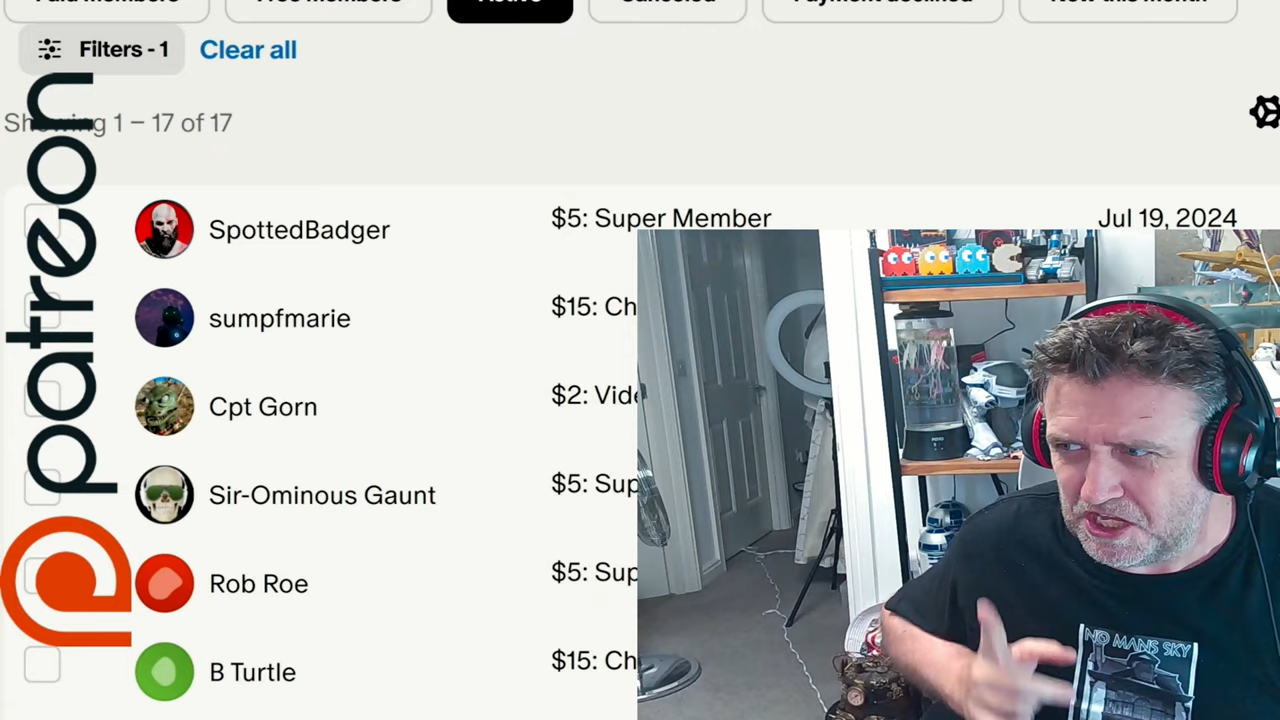 Active
Filters - 1
Clear all
Showing 1 – 17 of 17
patreon
SpottedBadger
$5: Super Member
Jul 19, 2024
sumpfmarie
$15: Ch
Cpt Gorn
$2: Vide
Sir-Ominous Gaunt
$5: Sup
Rob Roe
$5: Sup
B Turtle
$15: Ch
NO MANS SKY